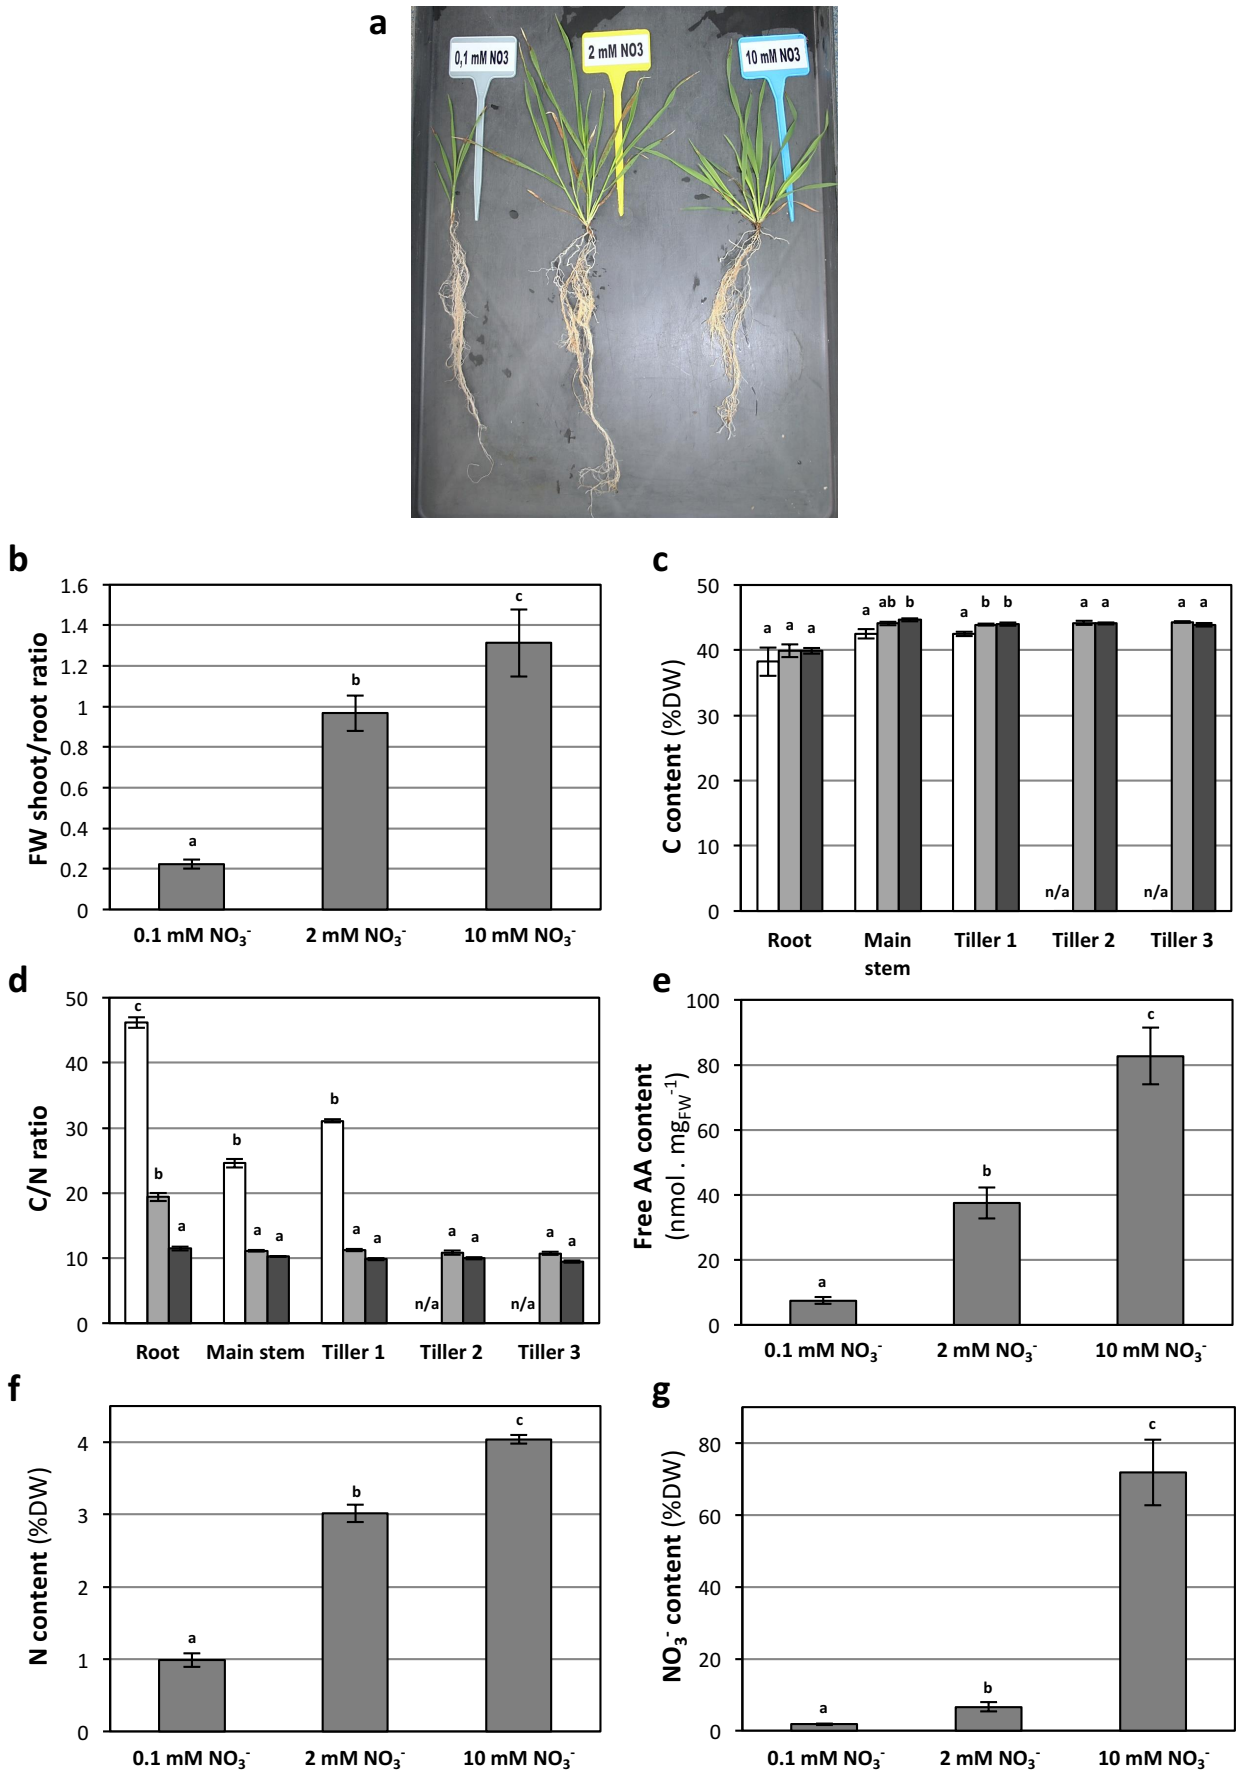 a
0,1 mM NO3
2 mM NO3
10 mM NO3
b
FW shoot/root ratio
1.6
1.4
1.2
1
0.8
0.6
0.4
0.2
0
a
b
c
0.1 mM NO₃⁻
2 mM NO₃⁻
10 mM NO₃⁻
c
C content (%DW)
50
40
30
20
10
0
a a a
a ab b
a b b
n/a a a
n/a a a
Root
Main
stem
Tiller 1
Tiller 2
Tiller 3
d
C/N ratio
50
40
30
20
10
0
c b a
b a a
b a a
n/a a a
n/a a a
Root
Main stem
Tiller 1
Tiller 2
Tiller 3
e
Free AA content
(nmol . mg_FW⁻¹)
100
80
60
40
20
0
a
b
c
0.1 mM NO₃⁻
2 mM NO₃⁻
10 mM NO₃⁻
f
N content (%DW)
4
3
2
1
0
a
b
c
0.1 mM NO₃⁻
2 mM NO₃⁻
10 mM NO₃⁻
g
NO₃⁻ content (%DW)
80
60
40
20
0
a
b
c
0.1 mM NO₃⁻
2 mM NO₃⁻
10 mM NO₃⁻